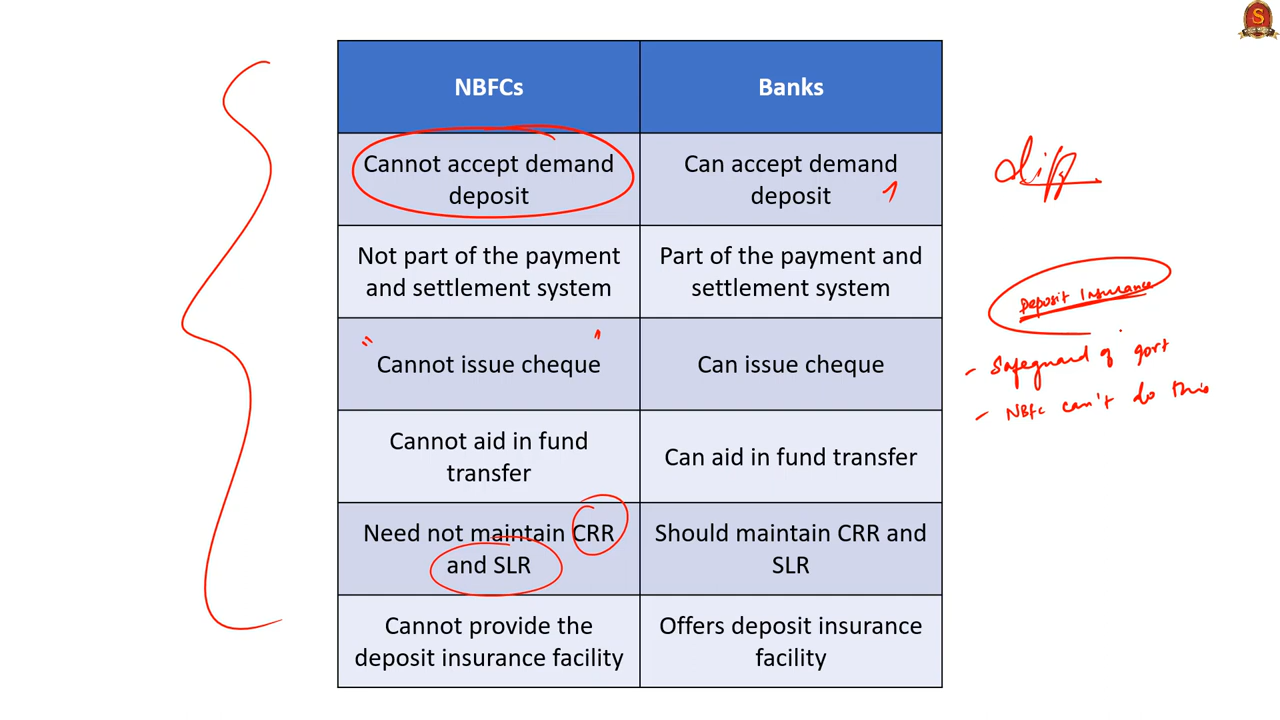 NBFCs
Banks
Cannot accept demand
deposit
Can accept demand
deposit
Not part of the payment
and settlement system
Part of the payment and
settlement system
"Cannot issue cheque"
Can issue cheque
Cannot aid in fund
transfer
Can aid in fund transfer
Need not maintain CRR
and SLR
Should maintain CRR and
SLR
Cannot provide the
deposit insurance facility
Offers deposit insurance
facility
diff
Deposit Insurance
- Safeguard of govt
- NBFC can't do this
S